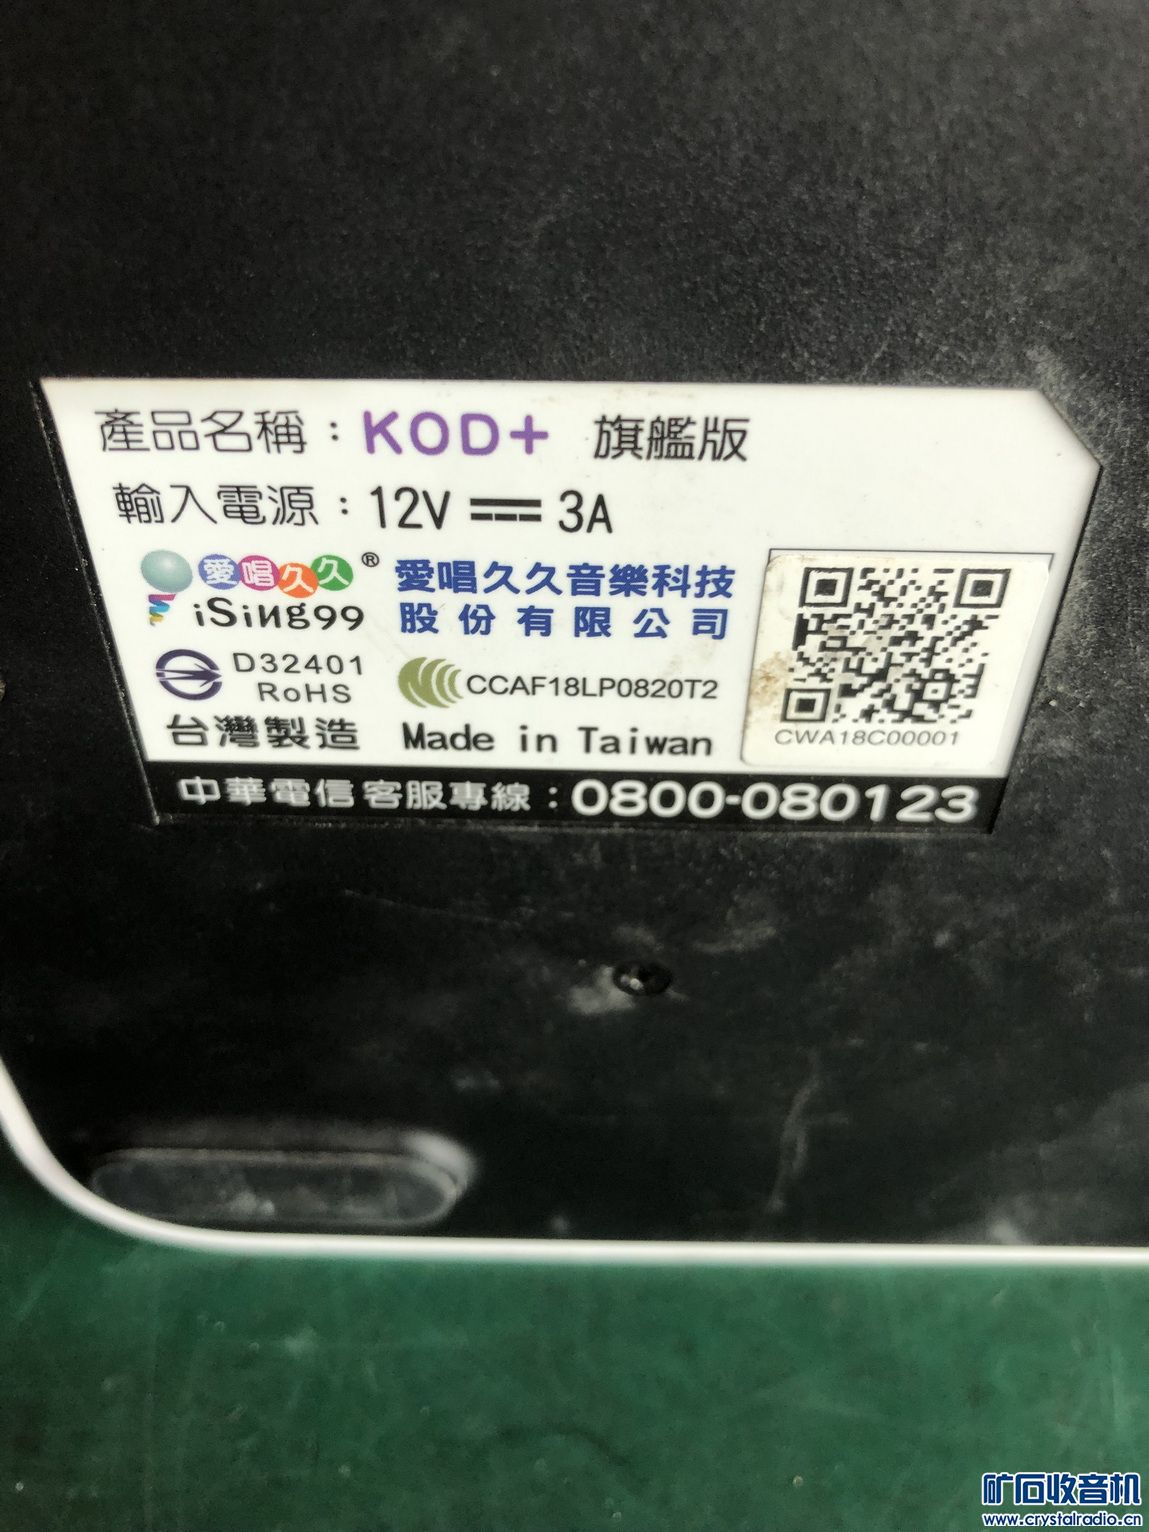 產品名稱：KOD+ 旗艦版
輸入電源：12V 3A
愛唱久久®
iSing99
愛唱久久音樂科技
股份有限公司
D32401
RoHS
CCAF18LP0820T2
台灣製造 Made in Taiwan
CWA18C00001
中華電信客服專線：0800-080123
矿石收音机
www.crystalradio.cn